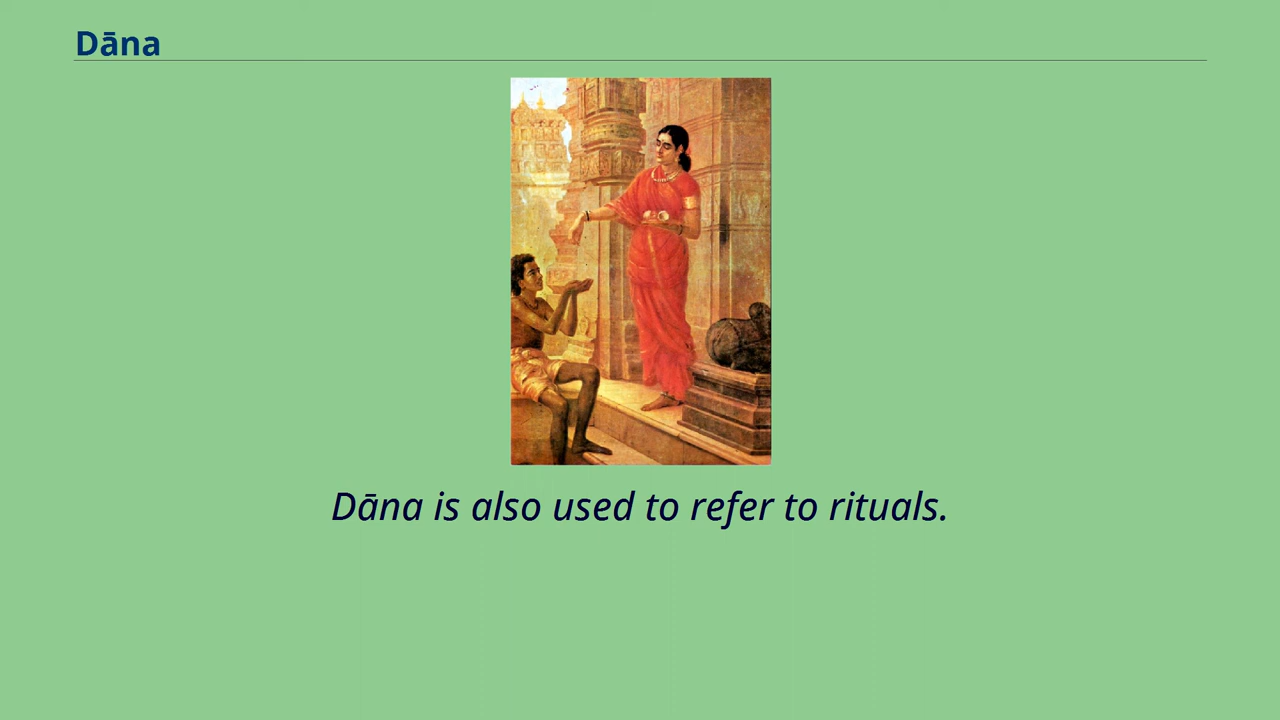 Dāna
Dāna is also used to refer to rituals.